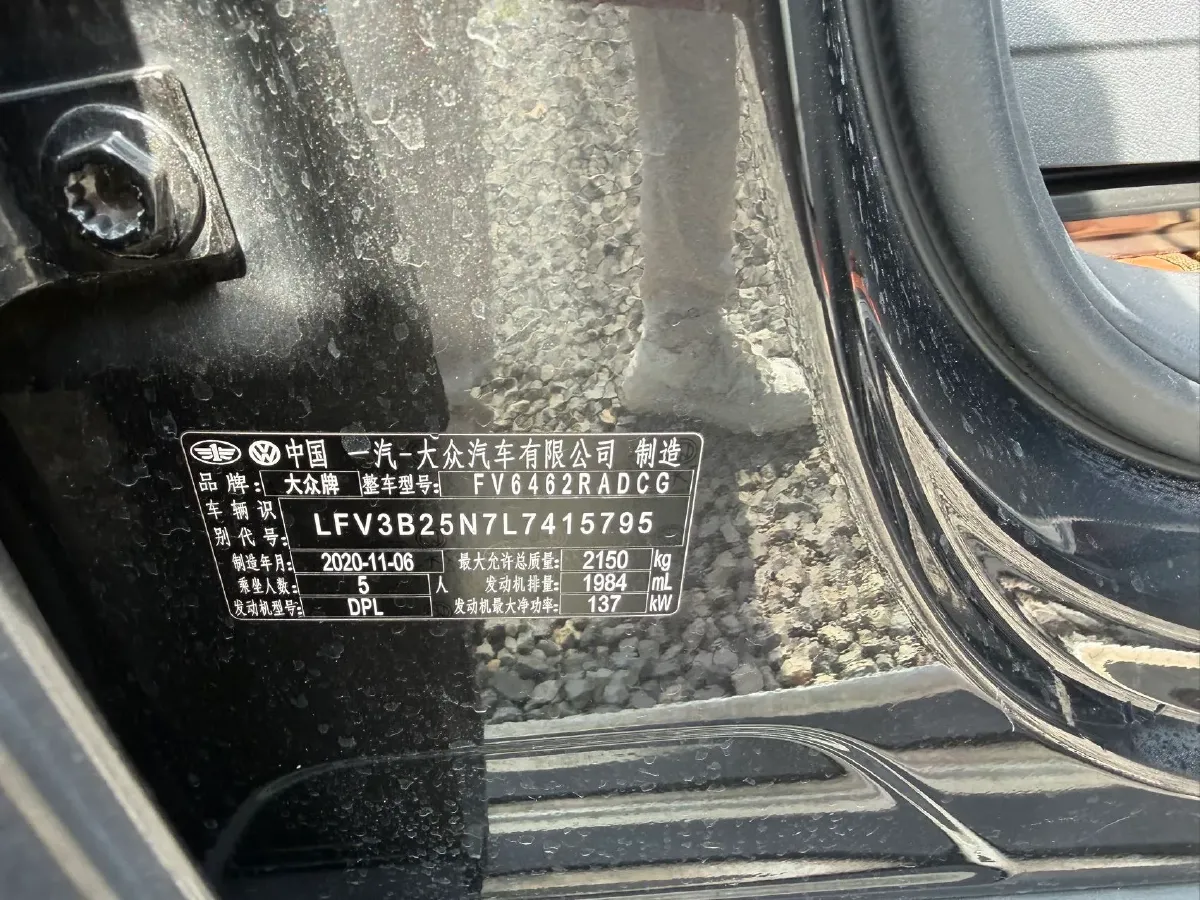 中国 一汽-大众汽车有限公司 制造
品牌: 大众牌 整车型号: FV6462RADCG
车辆识别代号: LFV3B25N7L7415795
制造年月: 2020-11-06 最大允许总质量: 2150 kg
乘坐人数: 5 人 发动机排量: 1984 mL
发动机型号: DPL 发动机最大净功率: 137 kW